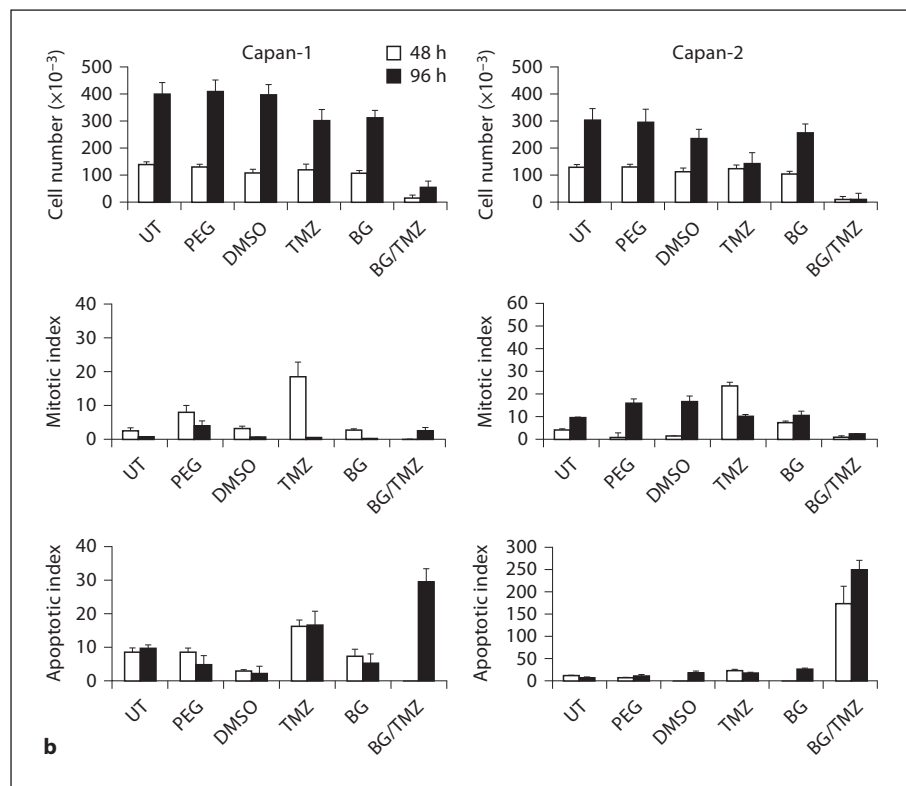 Capan-1
48 h
96 h
Capan-2
Cell number (×10⁻³)
500
400
300
200
100
0
UT
PEG
DMSO
TMZ
BG
BG/TMZ
Cell number (×10⁻³)
500
400
300
200
100
0
UT
PEG
DMSO
TMZ
BG
BG/TMZ
Mitotic index
40
30
20
10
0
UT
PEG
DMSO
TMZ
BG
BG/TMZ
Mitotic index
60
50
40
30
20
10
0
UT
PEG
DMSO
TMZ
BG
BG/TMZ
Apoptotic index
40
30
20
10
0
UT
PEG
DMSO
TMZ
BG
BG/TMZ
Apoptotic index
300
250
200
150
100
50
0
UT
PEG
DMSO
TMZ
BG
BG/TMZ
b